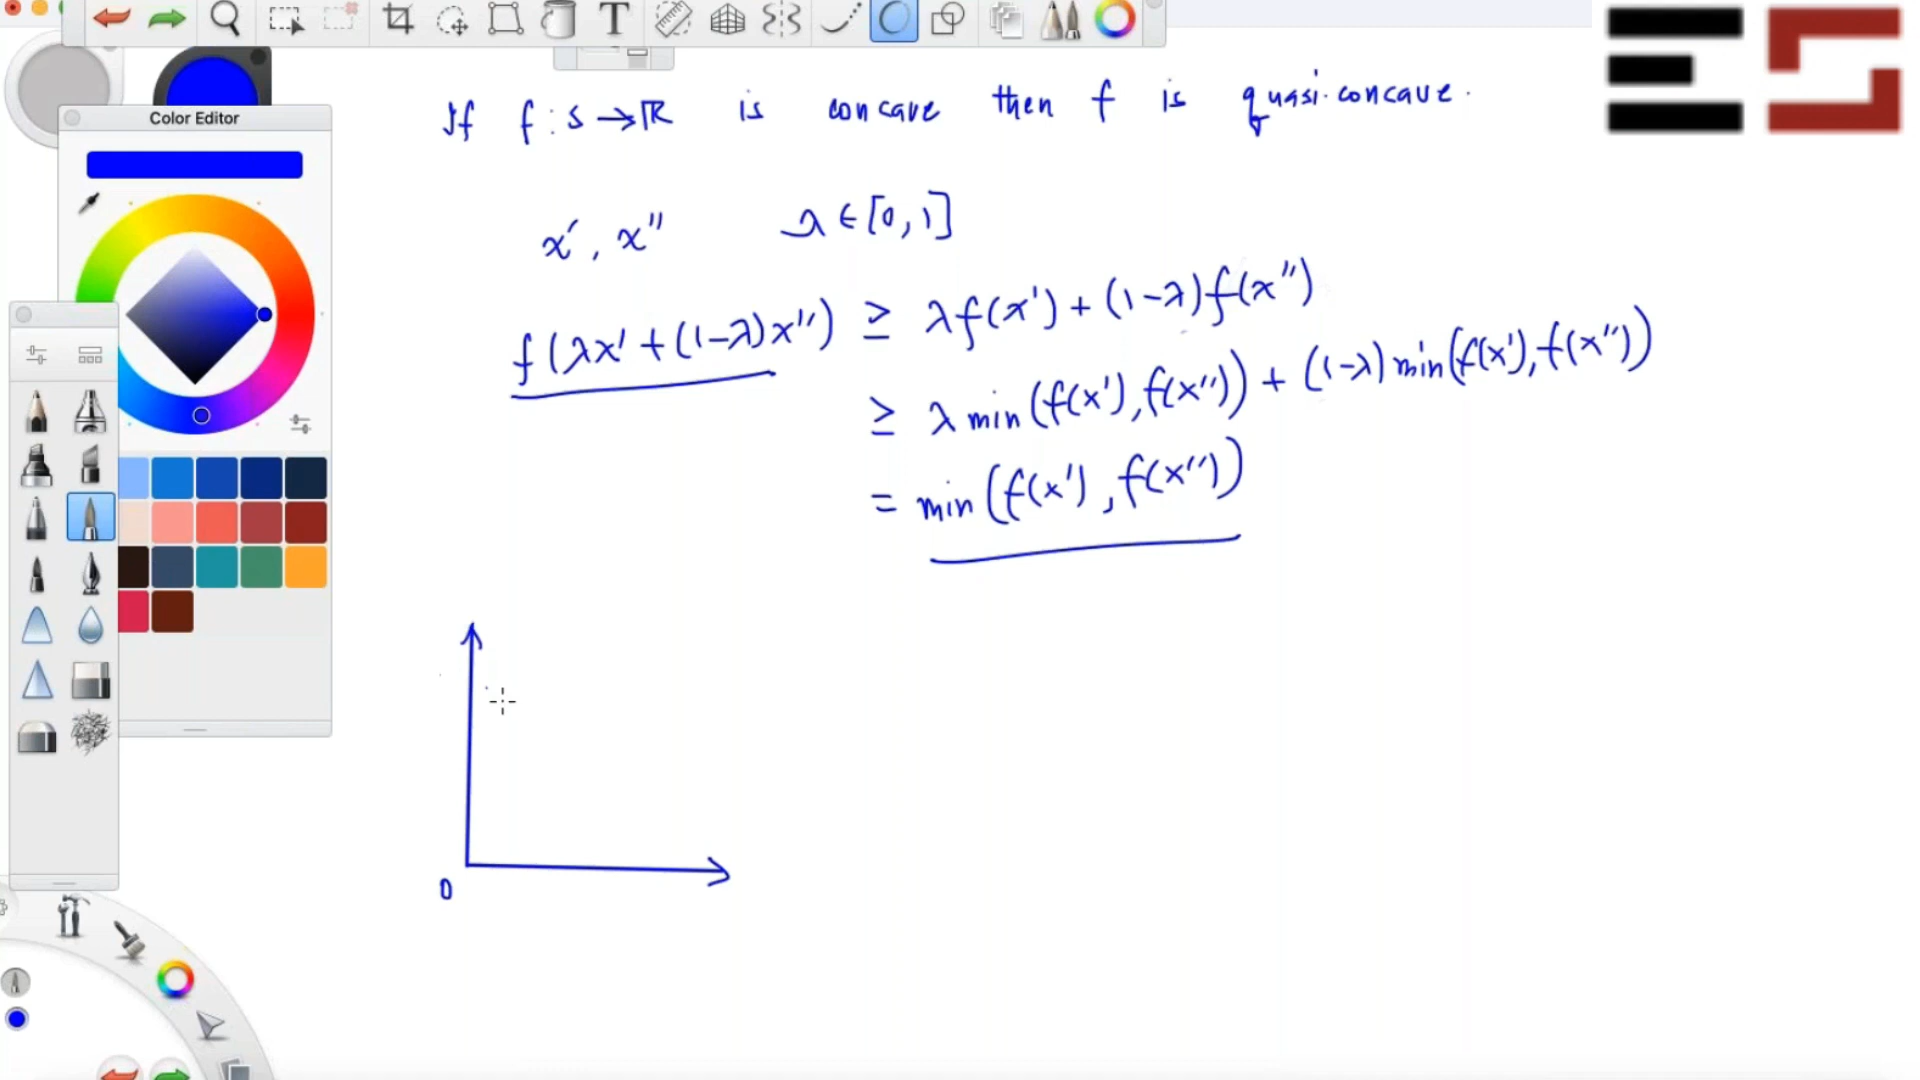 Color Editor
If f : S → ℝ is concave then f is quasi-concave.
x', x'' λ ∈ [0, 1]
f(λx' + (1-λ)x'') ≥ λf(x') + (1-λ)f(x'')
≥ λ min(f(x'), f(x'')) + (1-λ) min(f(x'), f(x''))
= min(f(x'), f(x''))
0